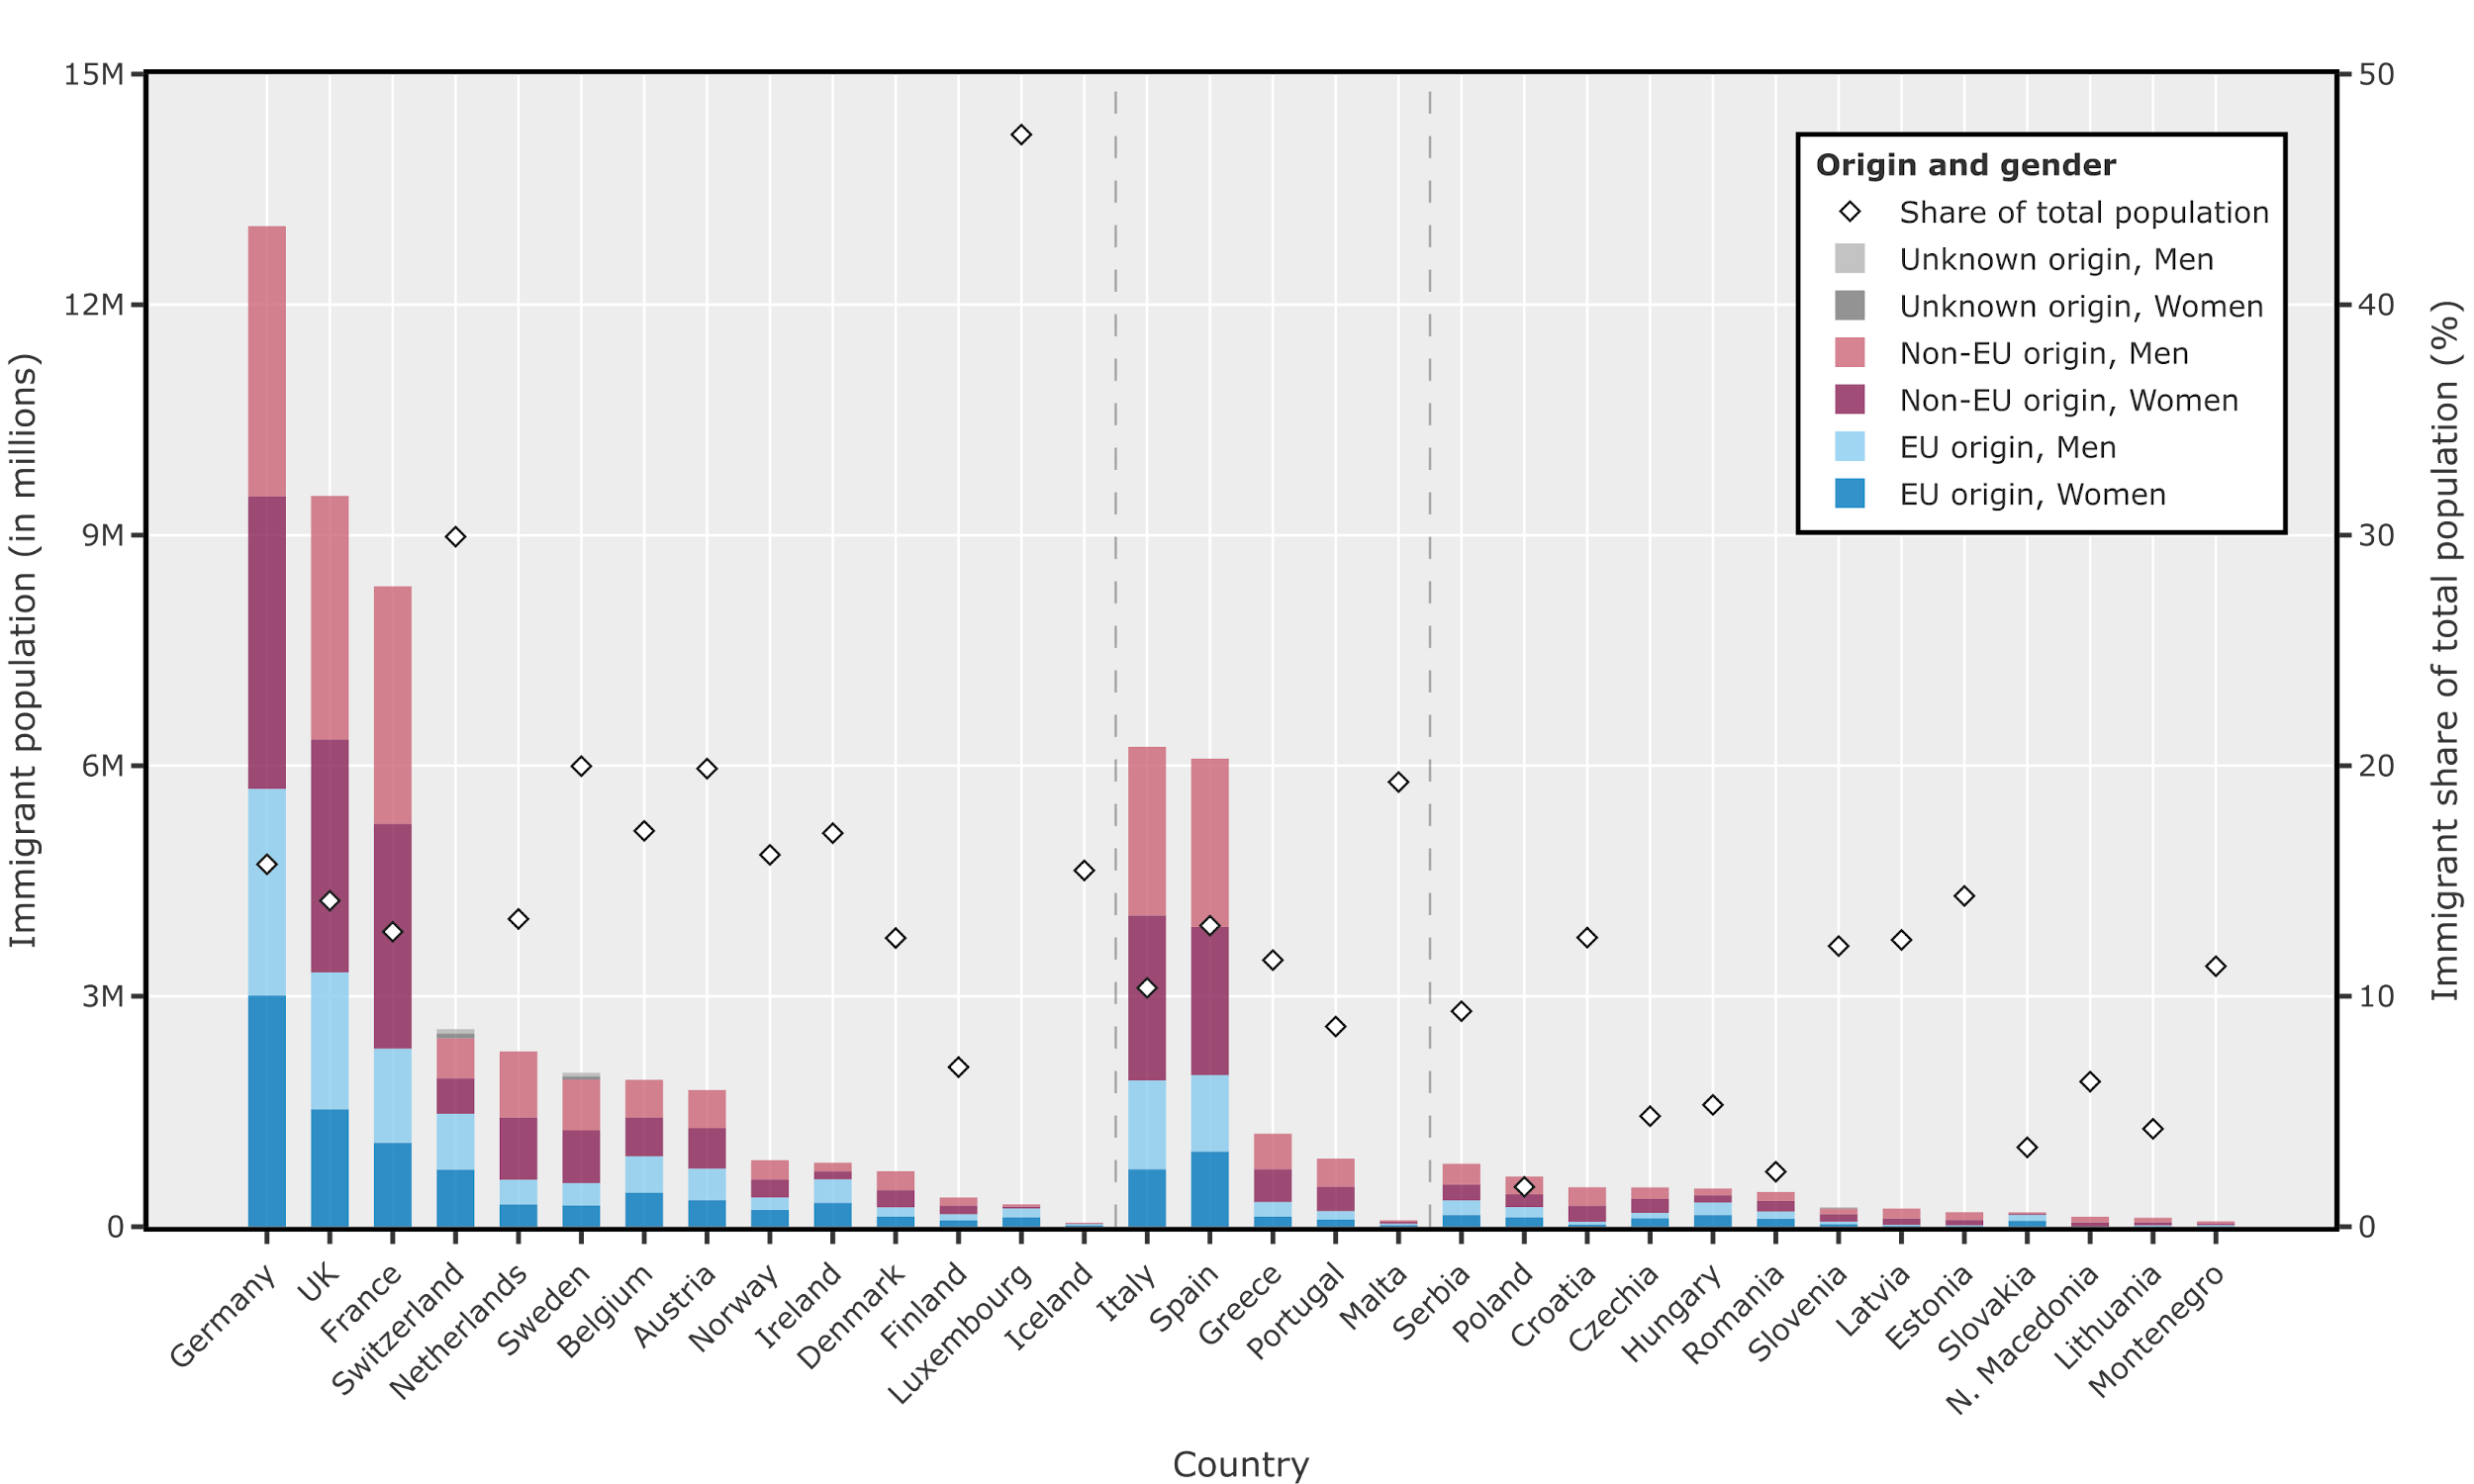 15M
12M
9M
6M
3M
0
Immigrant population (in millions)
50
40
30
20
10
0
Immigrant share of total population (%)
Origin and gender
Share of total population
Unknown origin, Men
Unknown origin, Women
Non-EU origin, Men
Non-EU origin, Women
EU origin, Men
EU origin, Women
Germany
UK
France
Switzerland
Netherlands
Sweden
Belgium
Austria
Norway
Ireland
Denmark
Finland
Luxembourg
Iceland
Italy
Spain
Greece
Portugal
Malta
Serbia
Poland
Croatia
Czechia
Hungary
Romania
Slovenia
Latvia
Estonia
Slovakia
N. Macedonia
Lithuania
Montenegro
Country